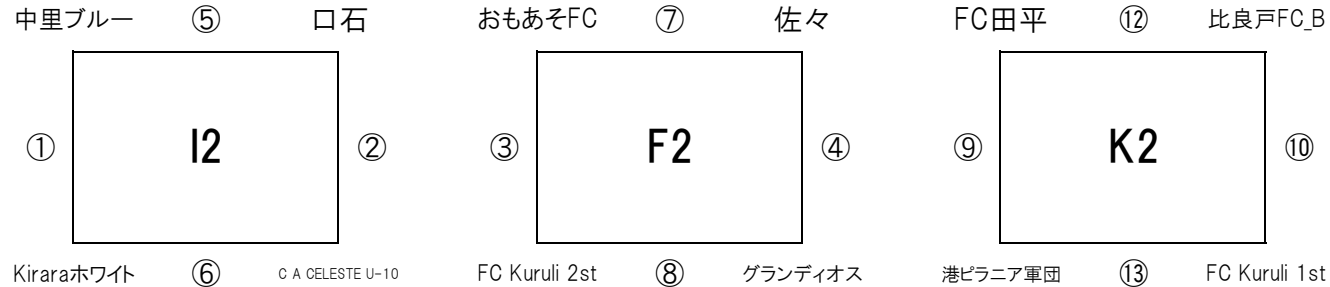 中里ブルー ⑤ 口石 おもあそFC ⑦ 佐々 FC田平 ⑫ 比良戸FC_B
① I2 ② ③ F2 ④ ⑨ K2 ⑩
Kiraraホワイト ⑥ C A CELESTE U-10 FC Kuruli 2st ⑧ グランディオス 港ピラニア軍団 ⑬ FC Kuruli 1st